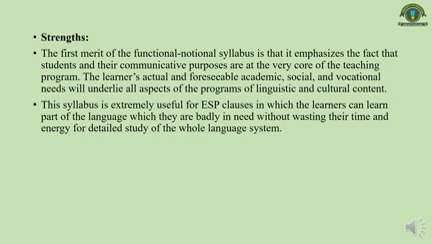 • Strengths:
• The first merit of the functional-notional syllabus is that it emphasizes the fact that
students and their communicative purposes are at the very core of the teaching
program. The learner's actual and foreseeable academic, social, and vocational
needs will underlie all aspects of the programs of linguistic and cultural content.
• This syllabus is extremely useful for ESP clauses in which the learners can learn
part of the language which they are badly in need without wasting their time and
energy for detailed study of the whole language system.